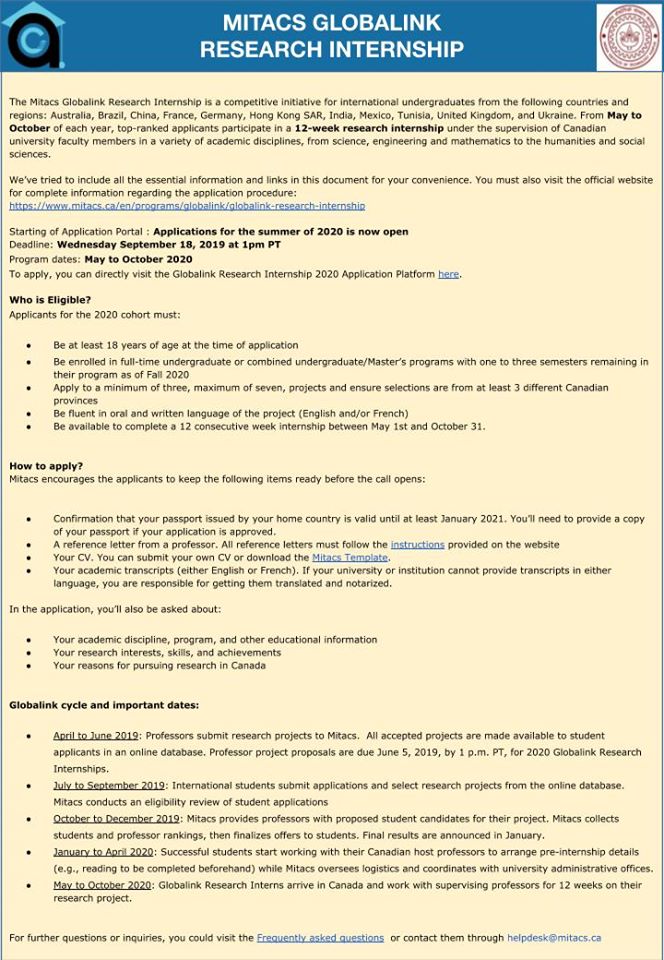 MITACS GLOBALINK
RESEARCH INTERNSHIP
The Mitacs Globalink Research Internship is a competitive initiative for international undergraduates from the following countries and
regions: Australia, Brazil, China, France, Germany, Hong Kong SAR, India, Mexico, Tunisia, United Kingdom, and Ukraine. From May to
October of each year, top-ranked applicants participate in a 12-week research internship under the supervision of Canadian
university faculty members in a variety of academic disciplines, from science, engineering and mathematics to the humanities and social
sciences.
We've tried to include all the essential information and links in this document for your convenience. You must also visit the official website
for complete information regarding the application procedure:
https://www.mitacs.ca/en/programs/globalink/globalink-research-internship
Starting of Application Portal : Applications for the summer of 2020 is now open
Deadline: Wednesday September 18, 2019 at 1pm PT
Program dates: May to October 2020
To apply, you can directly visit the Globalink Research Internship 2020 Application Platform here.
Who is Eligible?
Applicants for the 2020 cohort must:
● Be at least 18 years of age at the time of application
● Be enrolled in full-time undergraduate or combined undergraduate/Master's programs with one to three semesters remaining in
their program as of Fall 2020
● Apply to a minimum of three, maximum of seven, projects and ensure selections are from at least 3 different Canadian
provinces
● Be fluent in oral and written language of the project (English and/or French)
● Be available to complete a 12 consecutive week internship between May 1st and October 31.
How to apply?
Mitacs encourages the applicants to keep the following items ready before the call opens:
● Confirmation that your passport issued by your home country is valid until at least January 2021. You'll need to provide a copy
of your passport if your application is approved.
● A reference letter from a professor. All reference letters must follow the instructions provided on the website
● Your CV. You can submit your own CV or download the Mitacs Template.
● Your academic transcripts (either English or French). If your university or institution cannot provide transcripts in either
language, you are responsible for getting them translated and notarized.
In the application, you'll also be asked about:
● Your academic discipline, program, and other educational information
● Your research interests, skills, and achievements
● Your reasons for pursuing research in Canada
Globalink cycle and important dates:
● April to June 2019: Professors submit research projects to Mitacs. All accepted projects are made available to student
applicants in an online database. Professor project proposals are due June 5, 2019, by 1 p.m. PT, for 2020 Globalink Research
Internships.
● July to September 2019: International students submit applications and select research projects from the online database.
Mitacs conducts an eligibility review of student applications
● October to December 2019: Mitacs provides professors with proposed student candidates for their project. Mitacs collects
students and professor rankings, then finalizes offers to students. Final results are announced in January.
● January to April 2020: Successful students start working with their Canadian host professors to arrange pre-internship details
(e.g., reading to be completed beforehand) while Mitacs oversees logistics and coordinates with university administrative offices.
● May to October 2020: Globalink Research Interns arrive in Canada and work with supervising professors for 12 weeks on their
research project.
For further questions or inquiries, you could visit the Frequently asked questions or contact them through helpdesk@mitacs.ca